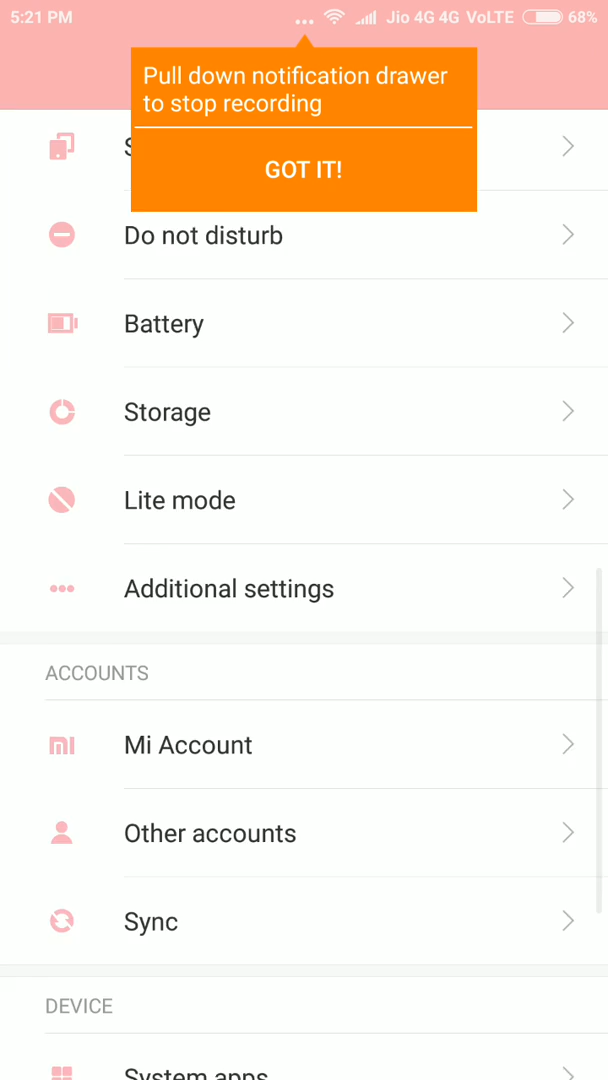 5:21 PM
... Jio 4G 4G VoLTE 68%
Pull down notification drawer
to stop recording
GOT IT!
Do not disturb
Battery
Storage
Lite mode
Additional settings
ACCOUNTS
Mi Account
Other accounts
Sync
DEVICE
System apps